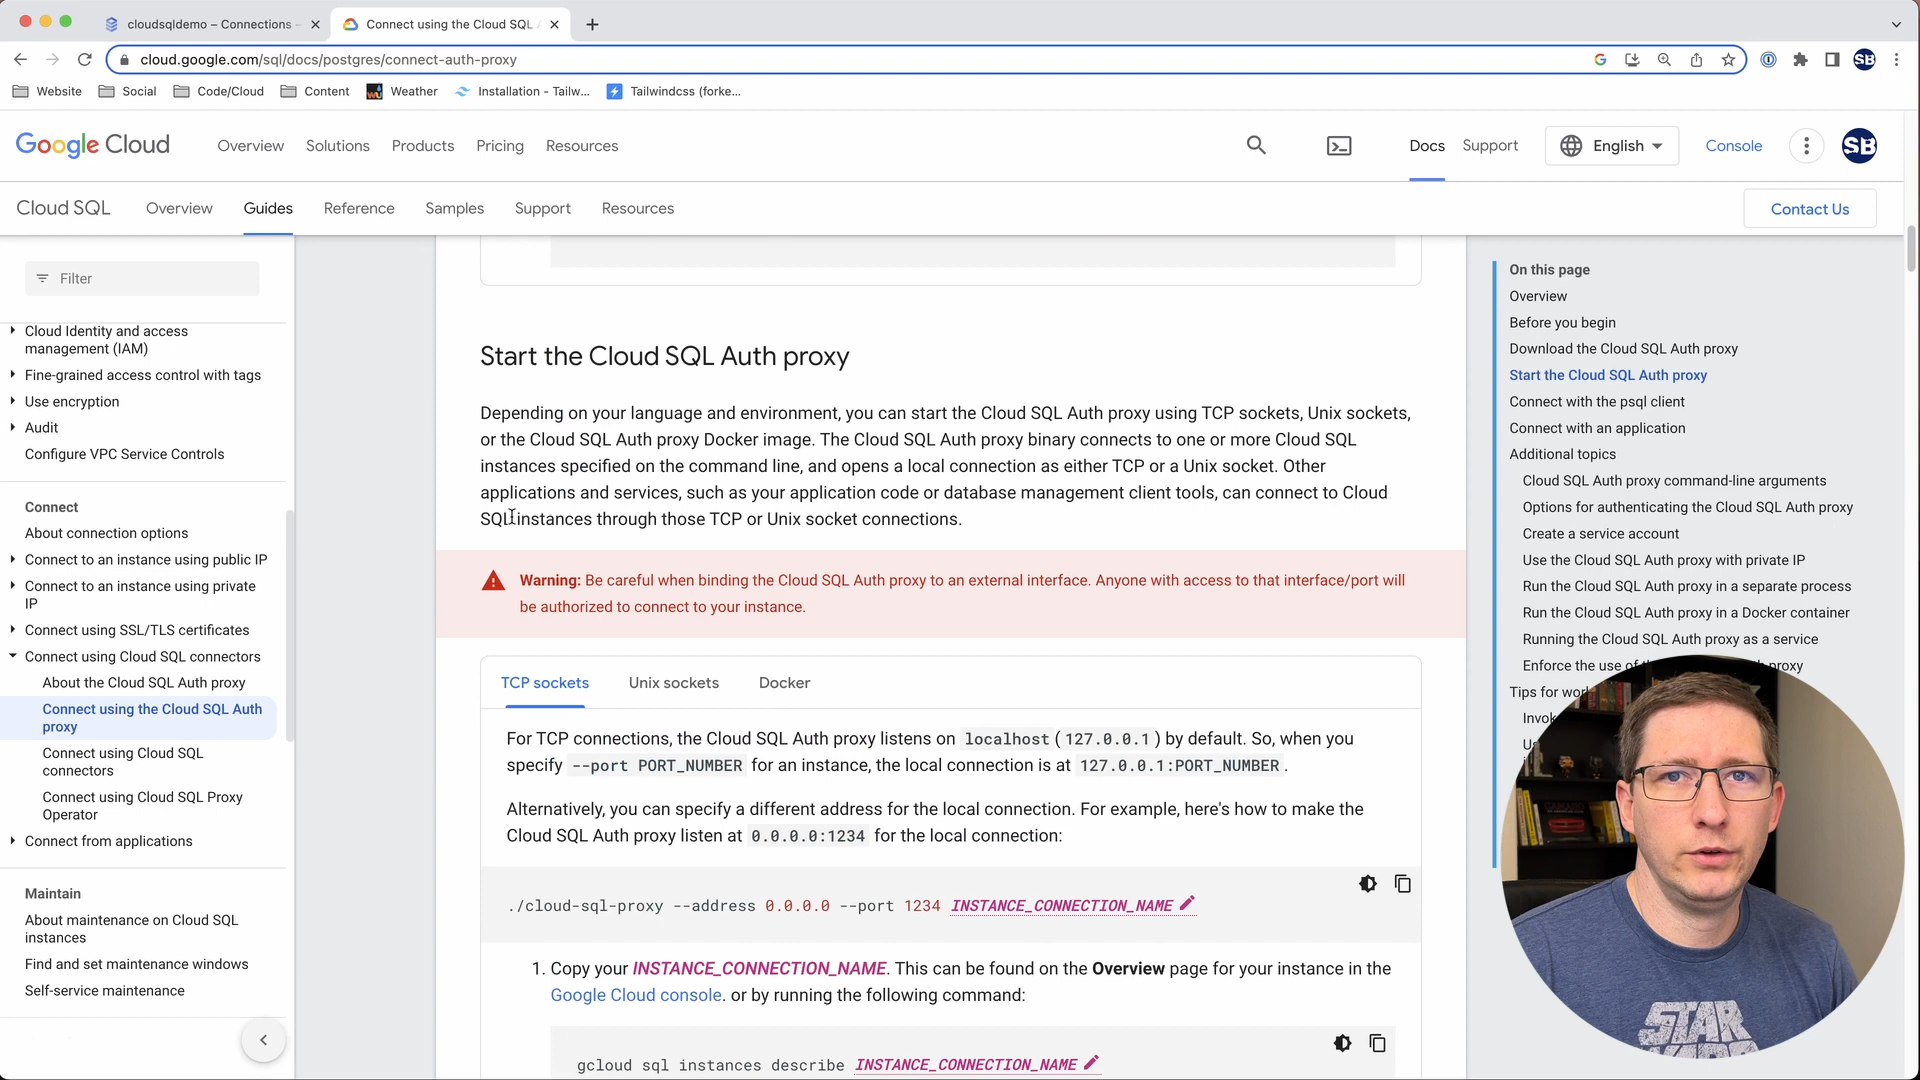 cloudsqldemo – Connections –
Connect using the Cloud SQL
cloud.google.com/sql/docs/postgres/connect-auth-proxy
SB
Website
Social
Code/Cloud
Content
Weather
Installation - Tailw...
Tailwindcss (forke...
Google Cloud
Overview
Solutions
Products
Pricing
Resources
Docs
Support
English
Console
SB
Cloud SQL
Overview
Guides
Reference
Samples
Support
Resources
Contact Us
Filter
Cloud Identity and access
management (IAM)
Fine-grained access control with tags
Use encryption
Audit
Configure VPC Service Controls
Connect
About connection options
Connect to an instance using public IP
Connect to an instance using private
IP
Connect using SSL/TLS certificates
Connect using Cloud SQL connectors
About the Cloud SQL Auth proxy
Connect using the Cloud SQL Auth
proxy
Connect using Cloud SQL
connectors
Connect using Cloud SQL Proxy
Operator
Connect from applications
Maintain
About maintenance on Cloud SQL
instances
Find and set maintenance windows
Self-service maintenance
Start the Cloud SQL Auth proxy
Depending on your language and environment, you can start the Cloud SQL Auth proxy using TCP sockets, Unix sockets,
or the Cloud SQL Auth proxy Docker image. The Cloud SQL Auth proxy binary connects to one or more Cloud SQL
instances specified on the command line, and opens a local connection as either TCP or a Unix socket. Other
applications and services, such as your application code or database management client tools, can connect to Cloud
SQL instances through those TCP or Unix socket connections.
Warning: Be careful when binding the Cloud SQL Auth proxy to an external interface. Anyone with access to that interface/port will
be authorized to connect to your instance.
TCP sockets
Unix sockets
Docker
For TCP connections, the Cloud SQL Auth proxy listens on localhost (127.0.0.1) by default. So, when you
specify --port PORT_NUMBER for an instance, the local connection is at 127.0.0.1:PORT_NUMBER.
Alternatively, you can specify a different address for the local connection. For example, here's how to make the
Cloud SQL Auth proxy listen at 0.0.0.0:1234 for the local connection:
./cloud-sql-proxy --address 0.0.0.0 --port 1234 INSTANCE_CONNECTION_NAME
1. Copy your INSTANCE_CONNECTION_NAME. This can be found on the Overview page for your instance in the
Google Cloud console. or by running the following command:
gcloud sql instances describe INSTANCE_CONNECTION_NAME
On this page
Overview
Before you begin
Download the Cloud SQL Auth proxy
Start the Cloud SQL Auth proxy
Connect with the psql client
Connect with an application
Additional topics
Cloud SQL Auth proxy command-line arguments
Options for authenticating the Cloud SQL Auth proxy
Create a service account
Use the Cloud SQL Auth proxy with private IP
Run the Cloud SQL Auth proxy in a separate process
Run the Cloud SQL Auth proxy in a Docker container
Running the Cloud SQL Auth proxy as a service
Enforce the use of proxy
Tips for
STAR